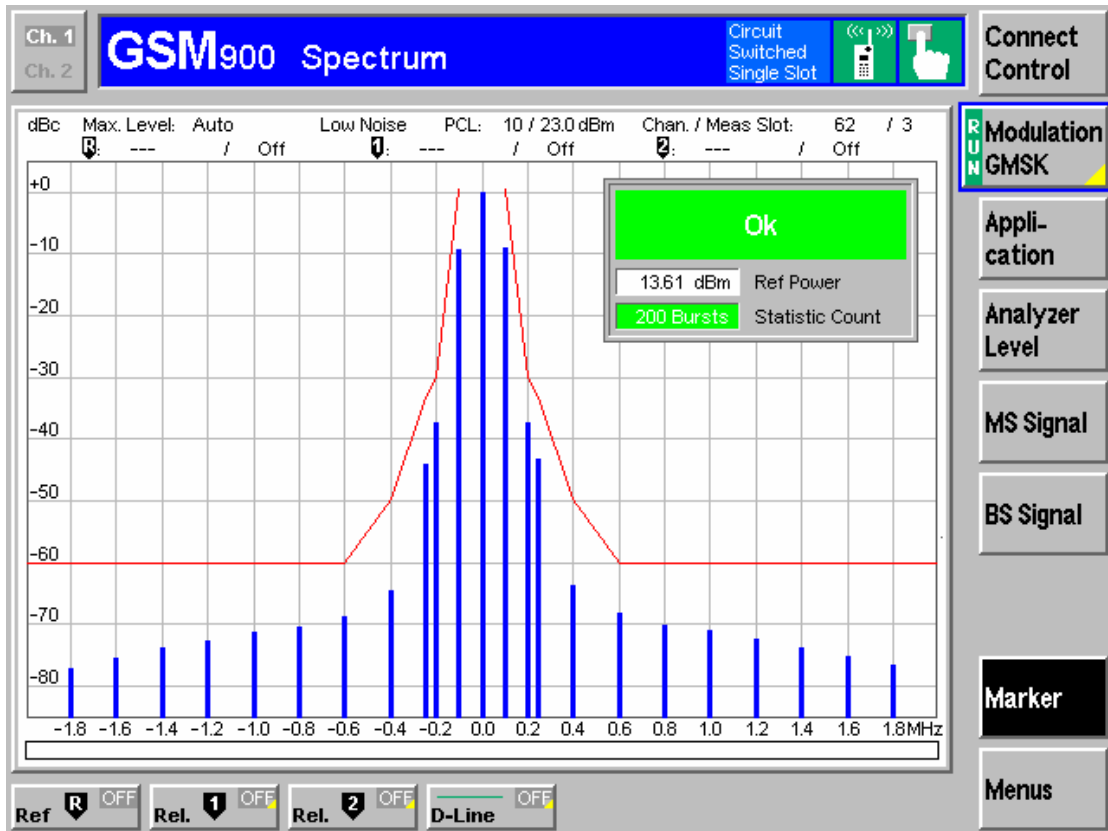 Ch. 1
Ch. 2
GSM900 Spectrum
Circuit
Switched
Single Slot
Connect
Control
dBc Max. Level: Auto Low Noise PCL: 10 / 23.0 dBm Chan. / Meas Slot: 62 / 3
R: --- / Off 1: --- / Off 2: --- / Off
RUN
Modulation
GMSK
Appli-
cation
Analyzer
Level
MS Signal
BS Signal
Marker
Menus
Ok
13.61 dBm Ref Power
200 Bursts Statistic Count
+0
-10
-20
-30
-40
-50
-60
-70
-80
-1.8 -1.6 -1.4 -1.2 -1.0 -0.8 -0.6 -0.4 -0.2 0.0 0.2 0.4 0.6 0.8 1.0 1.2 1.4 1.6 1.8MHz
Ref R OFF
Rel. 1 OFF
Rel. 2 OFF
D-Line OFF